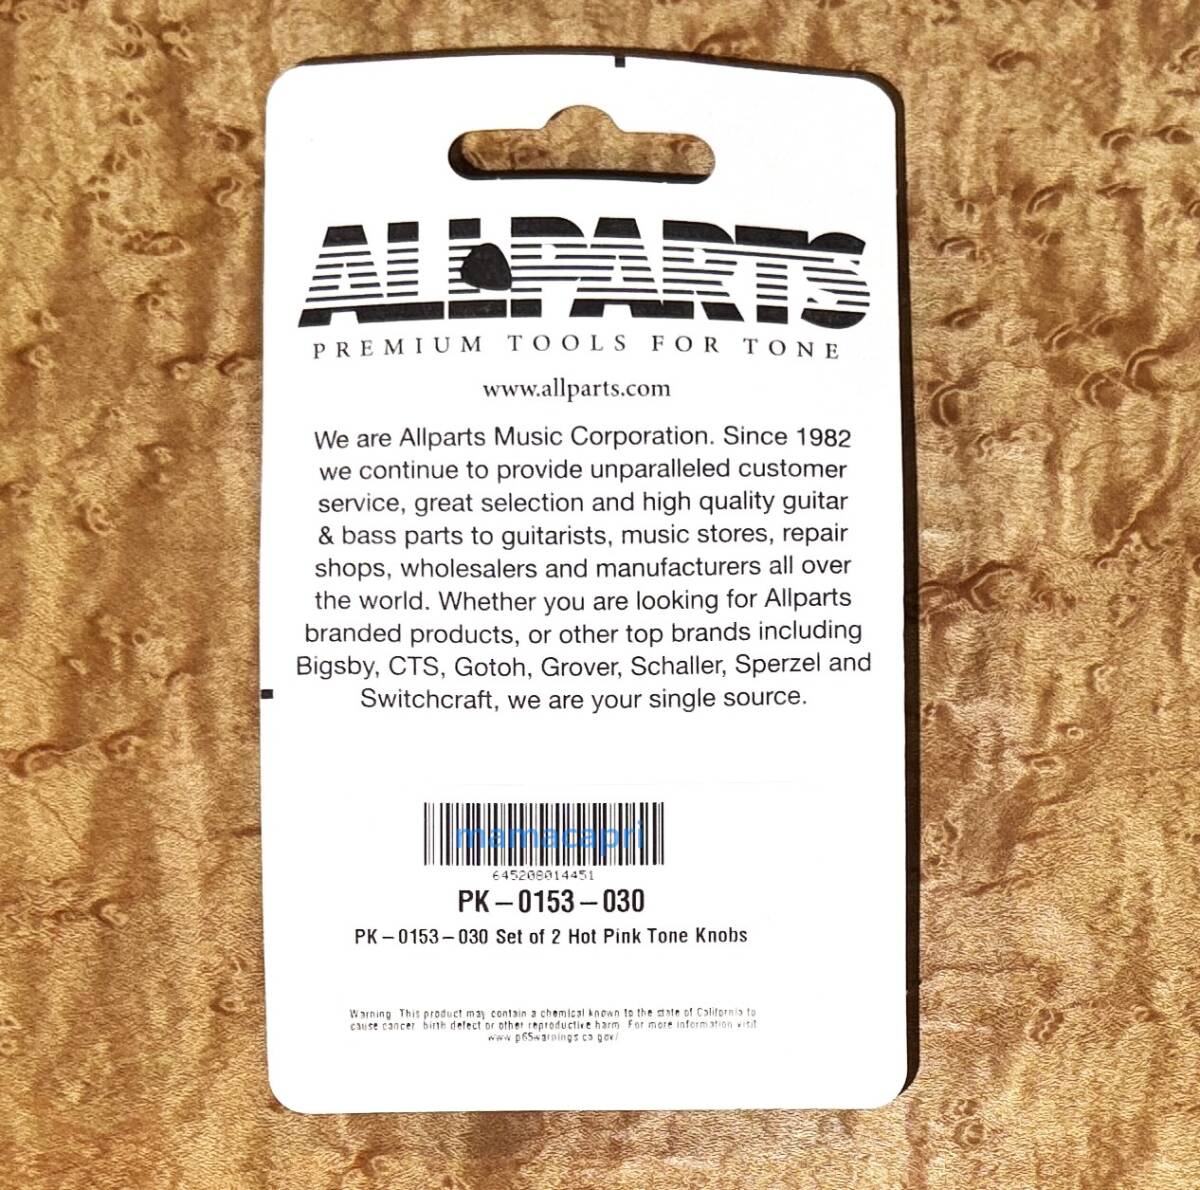 ALLPARTS
PREMIUM TOOLS FOR TONE
www.allparts.com
We are Allparts Music Corporation. Since 1982
we continue to provide unparalleled customer
service, great selection and high quality guitar
& bass parts to guitarists, music stores, repair
shops, wholesalers and manufacturers all over
the world. Whether you are looking for Allparts
branded products, or other top brands including
Bigsby, CTS, Gotoh, Grover, Schaller, Sperzel and
Switchcraft, we are your single source.
mamacapri
645208014451
PK-0153-030
PK-0153-030 Set of 2 Hot Pink Tone Knobs
Warning This product may contain a chemical known to the state of California to
cause cancer birth defect or other reproductive harm For more information visit
www p65warnings ca gov/